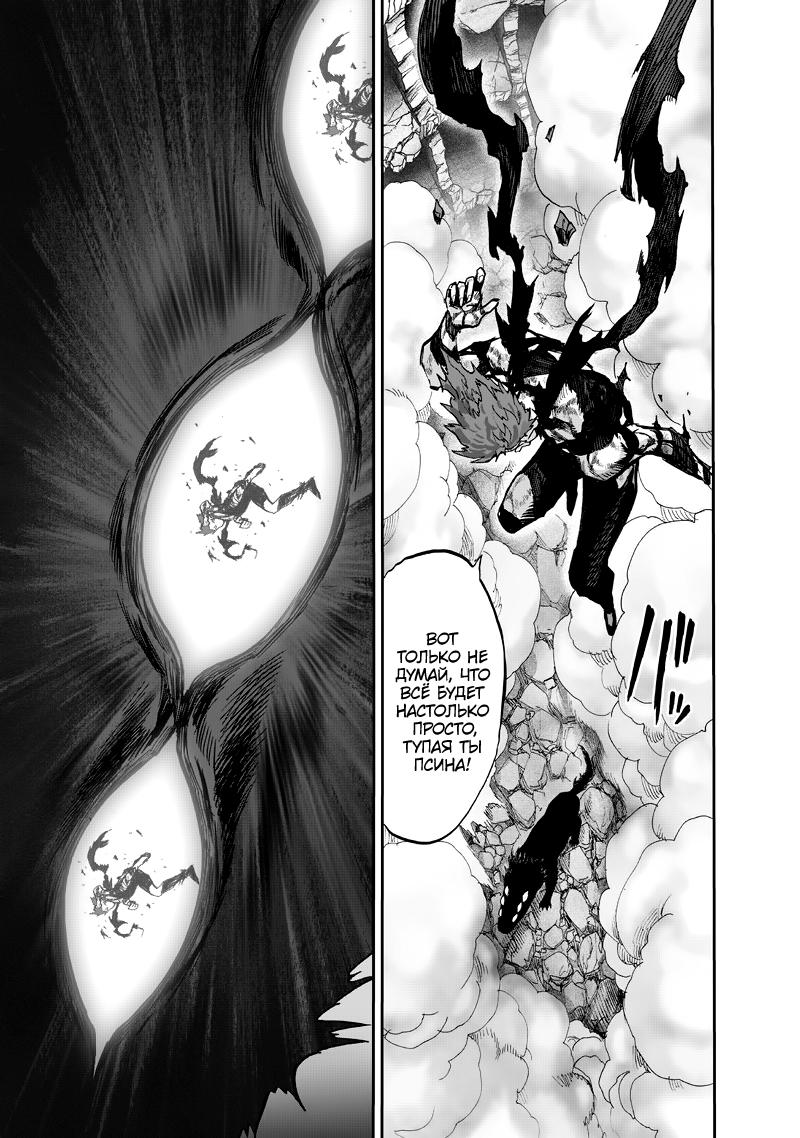 ВОТ
ТОЛЬКО НЕ
ДУМАЙ, ЧТО
ВСЁ БУДЕТ
НАСТОЛЬКО
ПРОСТО,
ТУПАЯ ТЫ
ПСИНА!